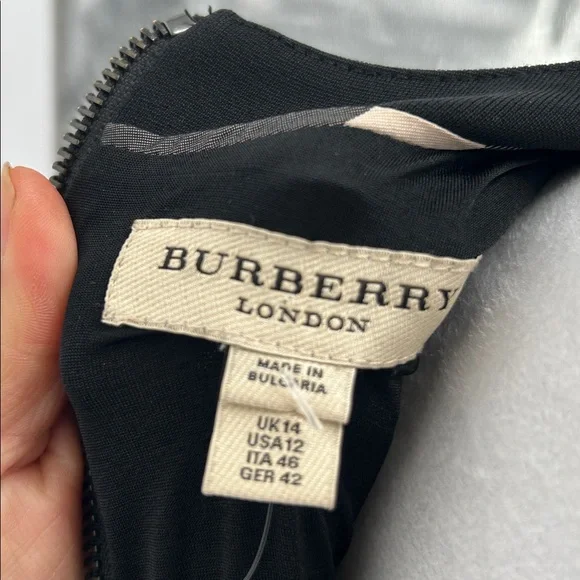 BURBERRY
LONDON
MADE IN
BULGARIA
UK14
USA12
ITA 46
GER 42